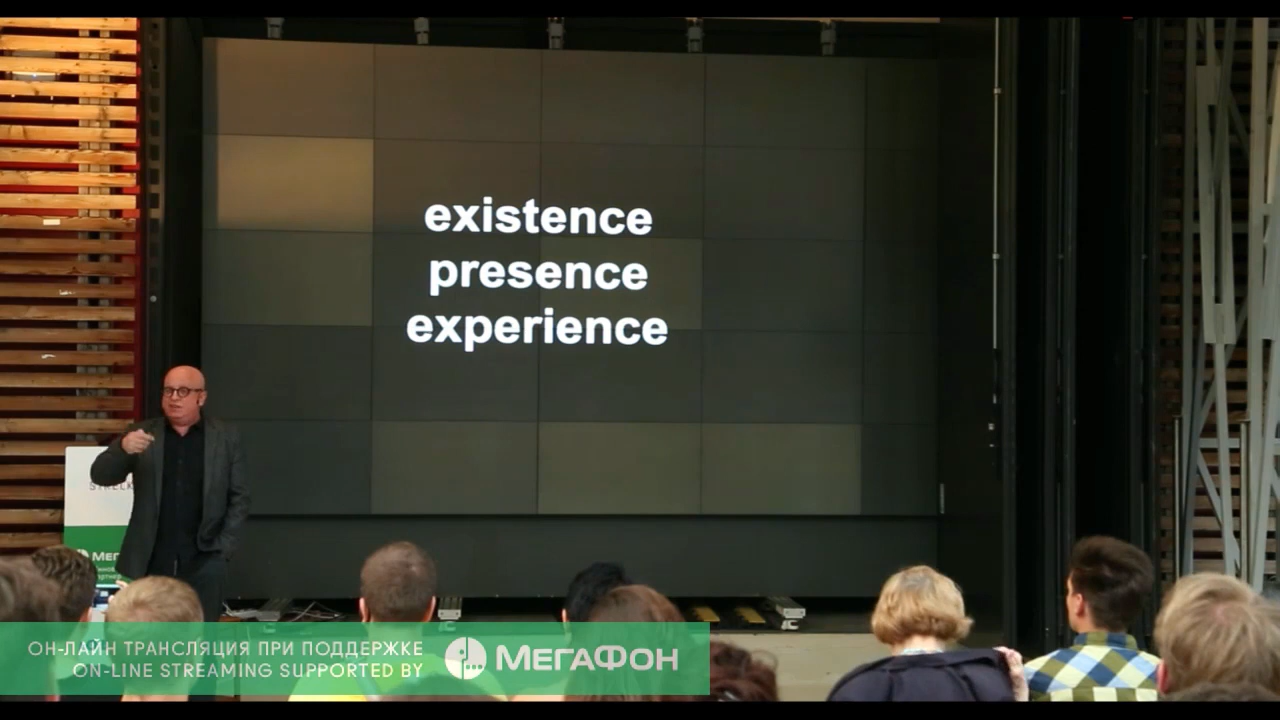 existence
presence
experience
ОН-ЛАЙН ТРАНСЛЯЦИЯ ПРИ ПОДДЕРЖКЕ
ON-LINE STREAMING SUPPORTED BY
МЕГАФОН